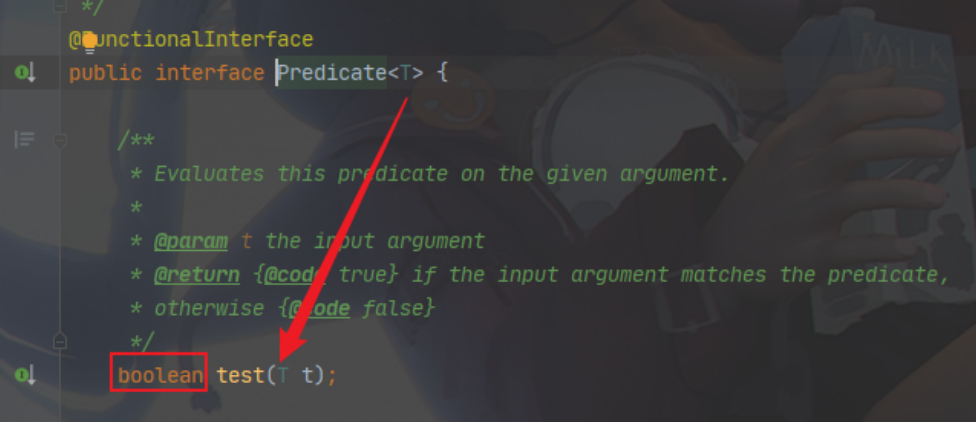 */
@FunctionalInterface
public interface Predicate<T> {
/**
* Evaluates this predicate on the given argument.
*
* @param t the input argument
* @return {@code true} if the input argument matches the predicate,
* otherwise {@code false}
*/
boolean test(T t);
MILK